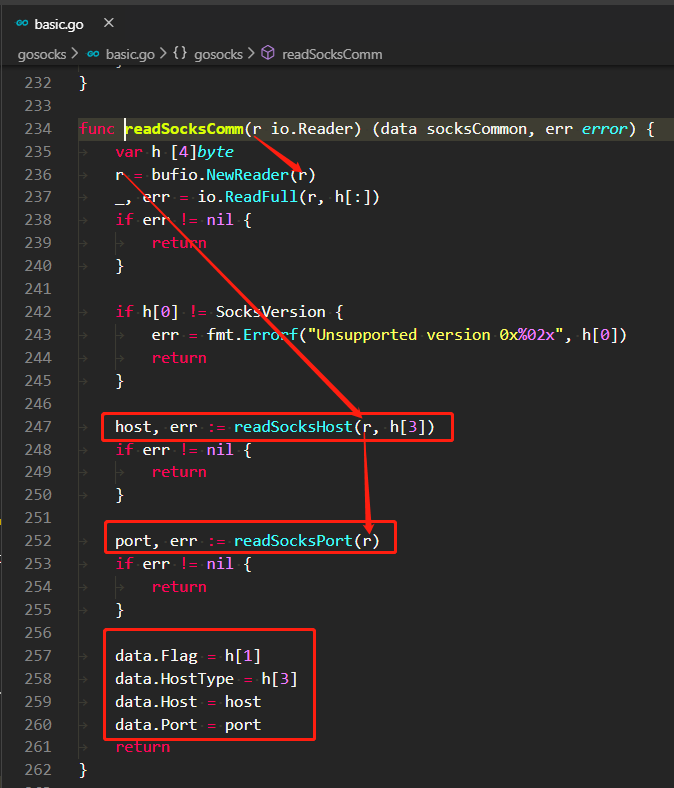 basic.go ×
gosocks > basic.go > {} gosocks > readSocksComm
232 }
233
234 func readSocksComm(r io.Reader) (data socksCommon, err error) {
235 var h [4]byte
236 r = bufio.NewReader(r)
237 _, err = io.ReadFull(r, h[:])
238 if err != nil {
239 return
240 }
241
242 if h[0] != SocksVersion {
243 err = fmt.Errorf("Unsupported version 0x%02x", h[0])
244 return
245 }
246
247 host, err := readSocksHost(r, h[3])
248 if err != nil {
249 return
250 }
251
252 port, err := readSocksPort(r)
253 if err != nil {
254 return
255 }
256
257 data.Flag = h[1]
258 data.HostType = h[3]
259 data.Host = host
260 data.Port = port
261 return
262 }